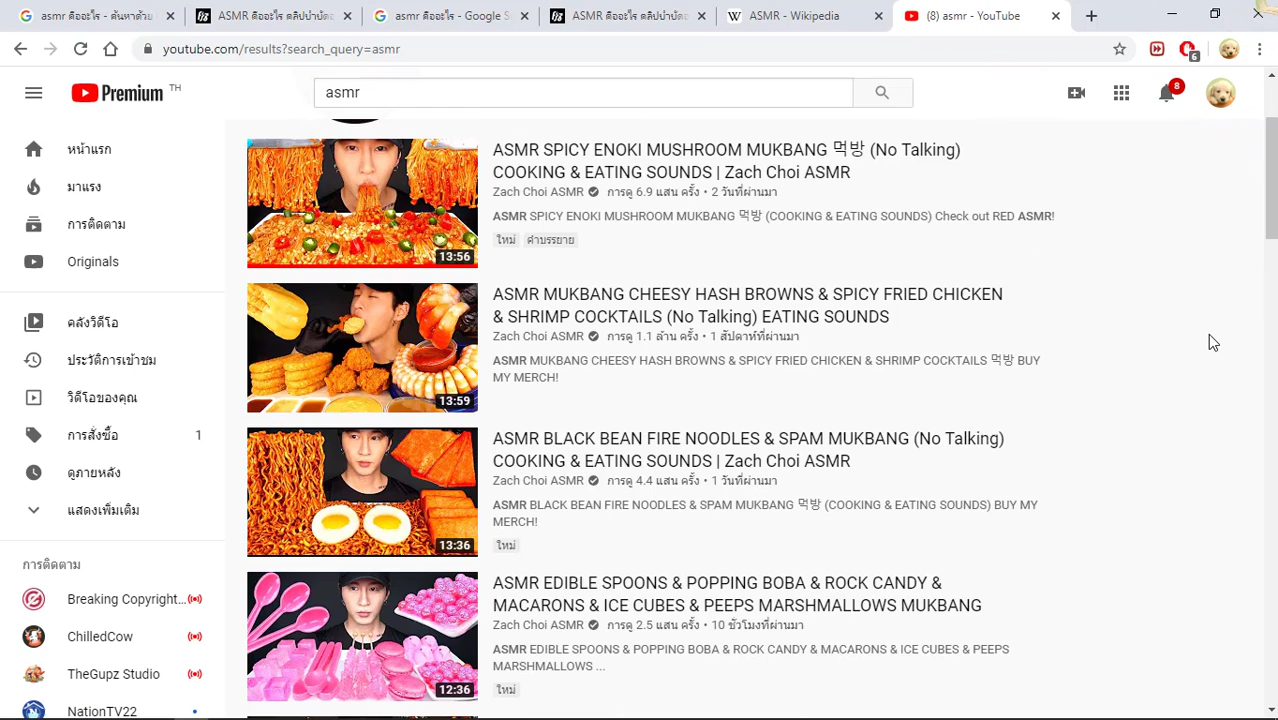 asmr คืออะไร - ค้นหาด้วย
ASMR คืออะไร คลิปบำบัด
asmr คืออะไร - Google S
ASMR คืออะไร คลิปบำบัด
ASMR - Wikipedia
(8) asmr - YouTube
youtube.com/results?search_query=asmr
6
Premium TH
asmr
8
หน้าแรก
มาแรง
การติดตาม
Originals
คลังวิดีโอ
ประวัติการเข้าชม
วิดีโอของคุณ
การสั่งซื้อ 1
ดูภายหลัง
แสดงเพิ่มเติม
การติดตาม
Breaking Copyright...
ChilledCow
TheGupz Studio
NationTV22
13:56
ASMR SPICY ENOKI MUSHROOM MUKBANG 먹방 (No Talking)
COOKING & EATING SOUNDS | Zach Choi ASMR
Zach Choi ASMR การดู 6.9 แสน ครั้ง • 2 วันที่ผ่านมา
ASMR SPICY ENOKI MUSHROOM MUKBANG 먹방 (COOKING & EATING SOUNDS) Check out RED ASMR!
ใหม่ คำบรรยาย
13:59
ASMR MUKBANG CHEESY HASH BROWNS & SPICY FRIED CHICKEN
& SHRIMP COCKTAILS (No Talking) EATING SOUNDS
Zach Choi ASMR การดู 1.1 ล้าน ครั้ง • 1 สัปดาห์ที่ผ่านมา
ASMR MUKBANG CHEESY HASH BROWNS & SPICY FRIED CHICKEN & SHRIMP COCKTAILS 먹방 BUY
MY MERCH!
13:36
ASMR BLACK BEAN FIRE NOODLES & SPAM MUKBANG (No Talking)
COOKING & EATING SOUNDS | Zach Choi ASMR
Zach Choi ASMR การดู 4.4 แสน ครั้ง • 1 วันที่ผ่านมา
ASMR BLACK BEAN FIRE NOODLES & SPAM MUKBANG 먹방 (COOKING & EATING SOUNDS) BUY MY
MERCH!
ใหม่
12:36
ASMR EDIBLE SPOONS & POPPING BOBA & ROCK CANDY &
MACARONS & ICE CUBES & PEEPS MARSHMALLOWS MUKBANG
Zach Choi ASMR การดู 2.5 แสน ครั้ง • 10 ชั่วโมงที่ผ่านมา
ASMR EDIBLE SPOONS & POPPING BOBA & ROCK CANDY & MACARONS & ICE CUBES & PEEPS
MARSHMALLOWS ...
ใหม่